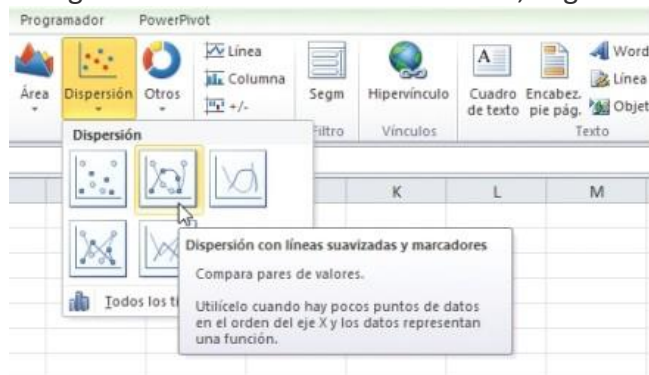 Programador PowerPivot
Línea
Columna
+/-
Área Dispersión Otros
Segm
Hipervínculo
Cuadro de texto
Encabez. pie pág.
Word
Línea
Objet
Filtro Vínculos Texto
Dispersión
K L M
Dispersión con líneas suavizadas y marcadores
Compara pares de valores.
Utilícelo cuando hay pocos puntos de datos
en el orden del eje X y los datos representan
una función.
Todos los ti